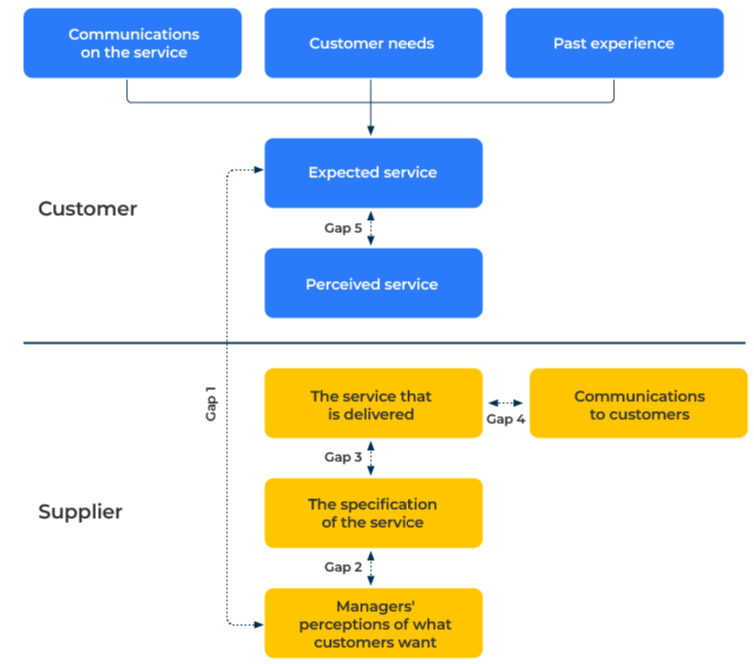 Communications
on the service
Customer needs
Past experience
Expected service
Customer
Gap 5
Perceived service
Gap 1
The service that
is delivered
Communications
to customers
Gap 4
Gap 3
Supplier
The specification
of the service
Gap 2
Managers'
perceptions of what
customers want